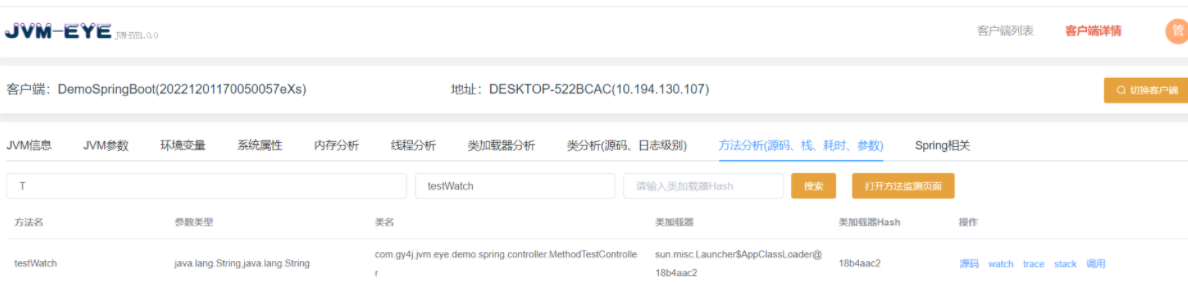 JVM-EYE JVM-EYE1.0.0 客户端列表 客户端详情 管
客户端：DemoSpringBoot(20221201170050057eXs) 地址：DESKTOP-522BCAC(10.194.130.107) 切换客户端
JVM信息 JVM参数 环境变量 系统属性 内存分析 线程分析 类加载器分析 类分析(源码、日志级别) 方法分析(源码、栈、耗时、参数) Spring相关
T testWatch 请输入类加载器Hash 搜索 打开方法监测页面
方法名 参数类型 类名 类加载器 类加载器Hash 操作
testWatch java.lang.String,java.lang.String com.gy4j.jvm.eye.demo.spring.controller.MethodTestControlle sun.misc.Launcher$AppClassLoader@ 18b4aac2 源码 watch trace stack 调用
r 18b4aac2